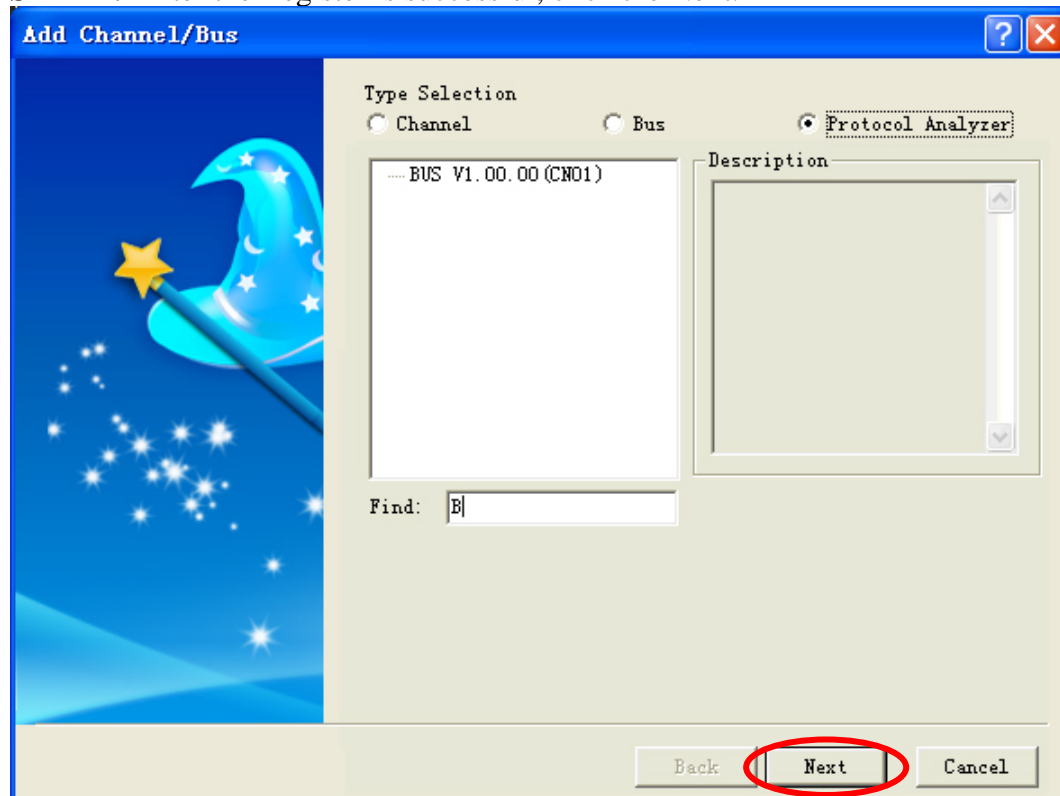 Add Channel/Bus
Type Selection
Channel Bus Protocol Analyzer
BUS V1.00.00(CN01)
Description
Find: B
Back Next Cancel